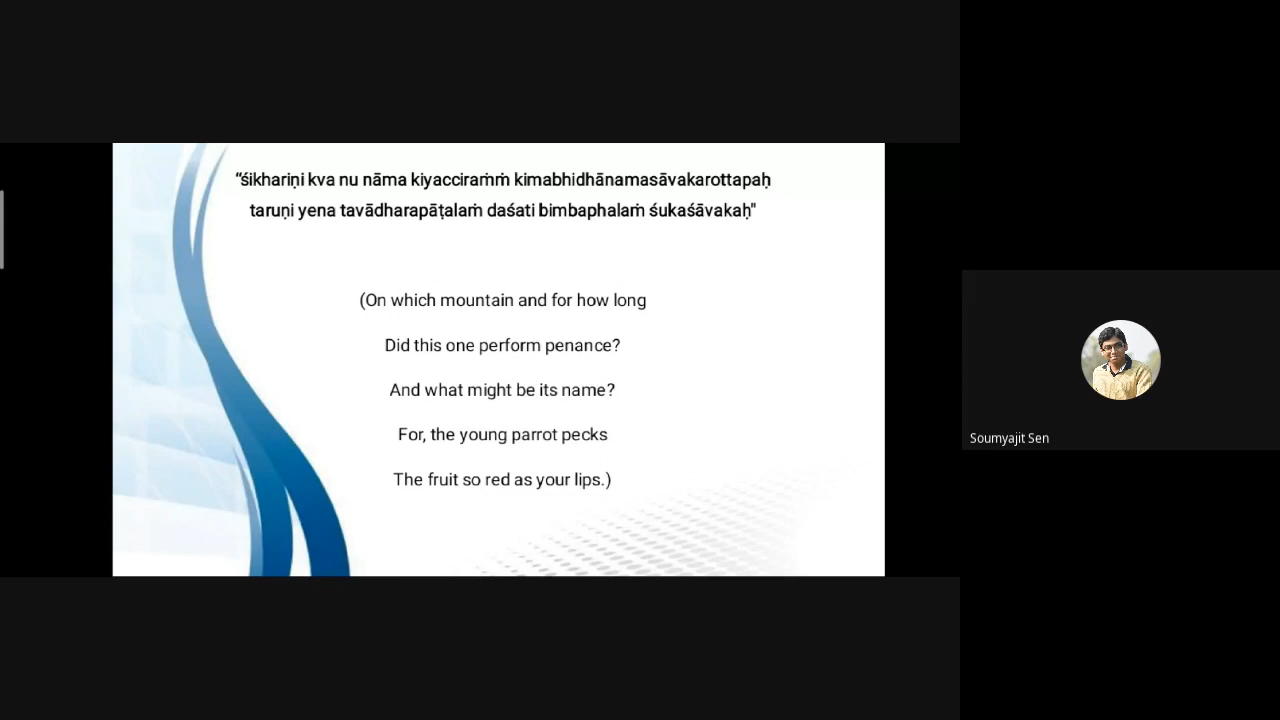 “śikhariṇi kva nu nāma kiyacciraṁṁ kimabhidhānamasāvakarottapaḥ
taruṇi yena tavādharapāṭalaṁ daśati bimbaphalaṁ śukaśāvakaḥ"
(On which mountain and for how long
Did this one perform penance?
And what might be its name?
For, the young parrot pecks
The fruit so red as your lips.)
Soumyajit Sen